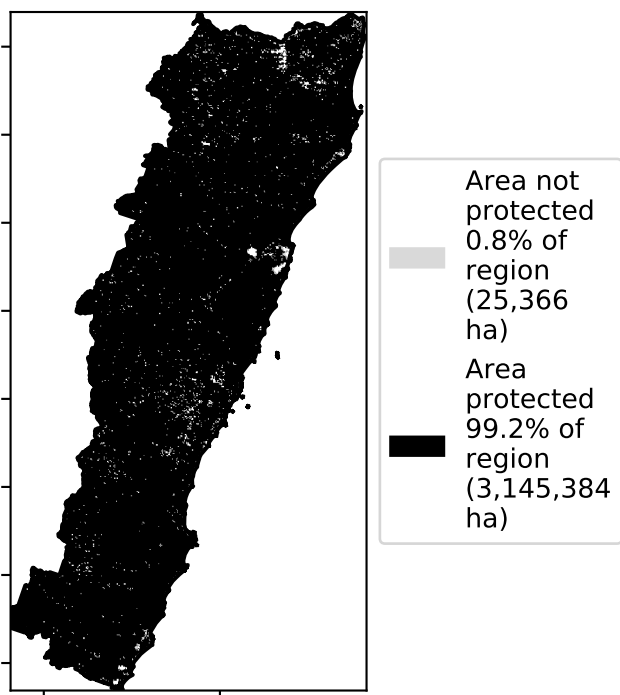 Area not
protected
0.8% of
region
(25,366
ha)
Area
protected
99.2% of
region
(3,145,384
ha)